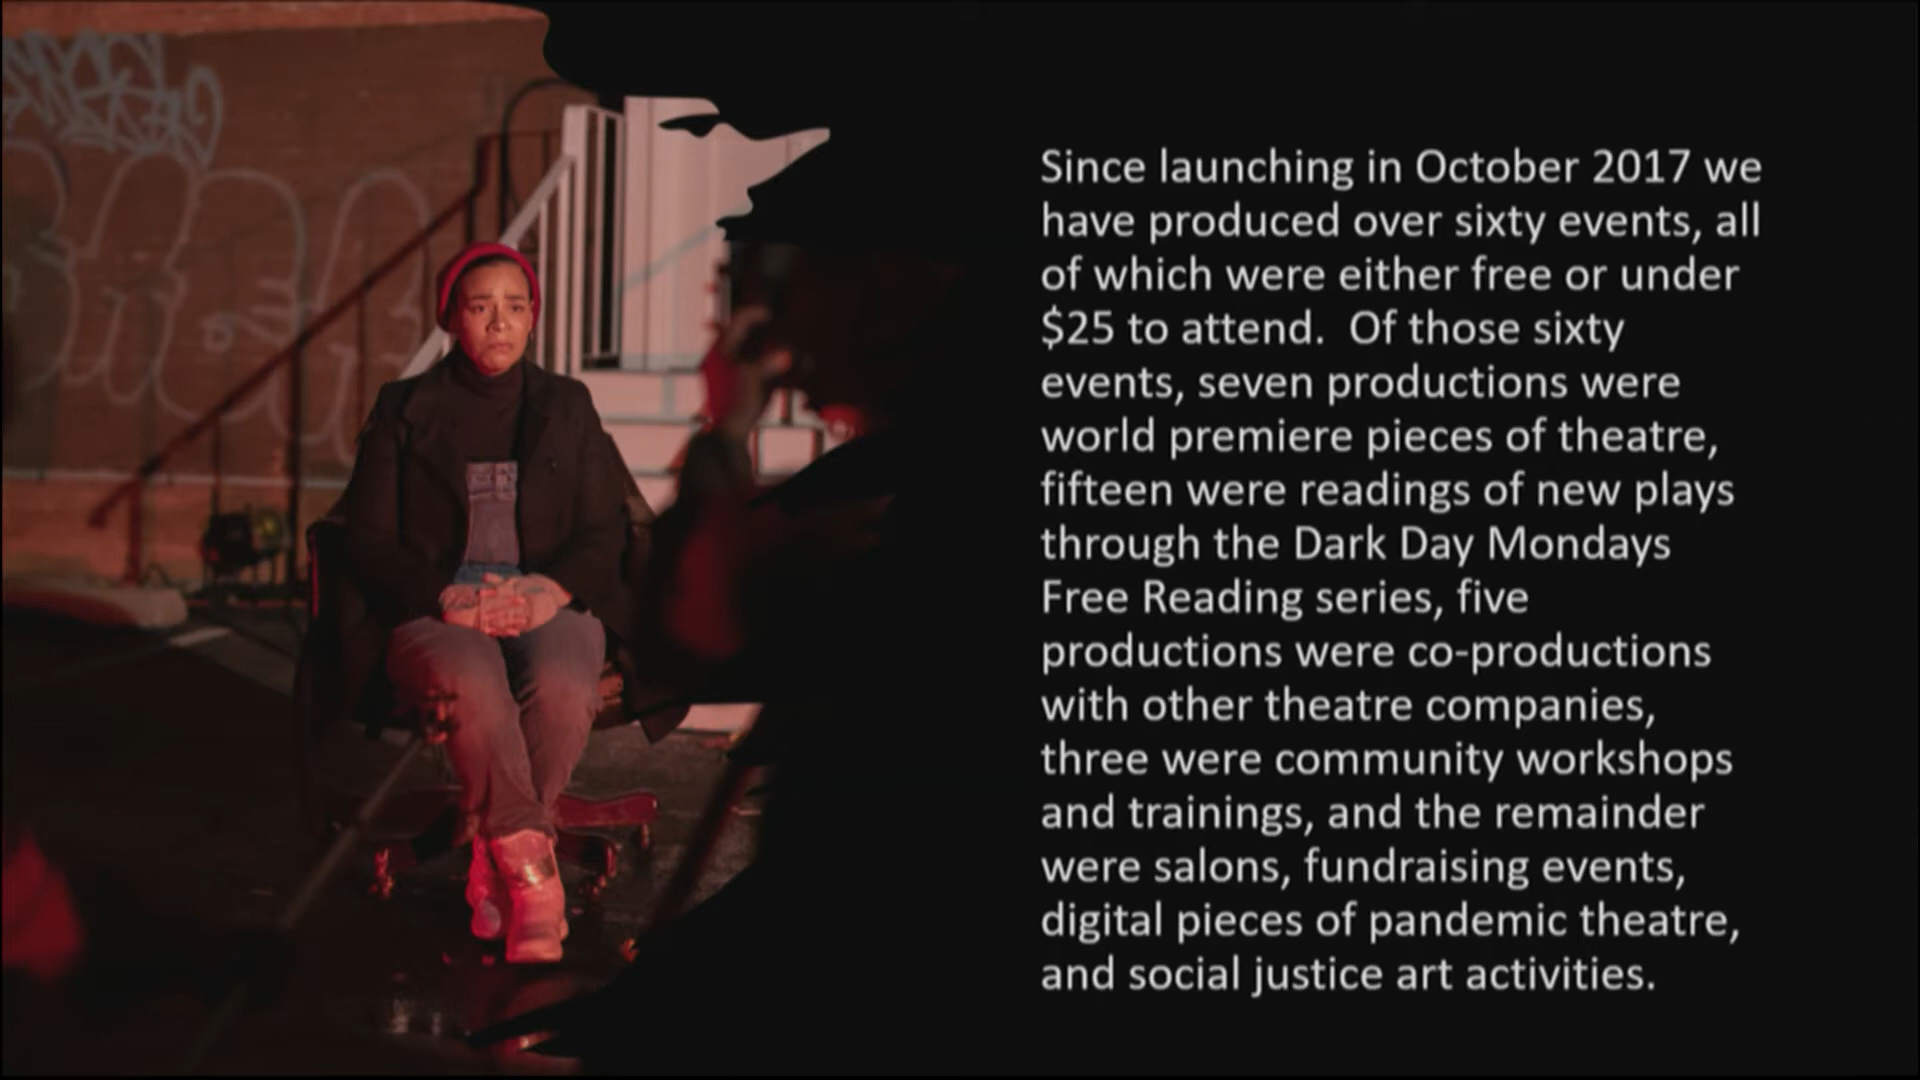 Since launching in October 2017 we
have produced over sixty events, all
of which were either free or under
$25 to attend.  Of those sixty
events, seven productions were
world premiere pieces of theatre,
fifteen were readings of new plays
through the Dark Day Mondays
Free Reading series, five
productions were co-productions
with other theatre companies,
three were community workshops
and trainings, and the remainder
were salons, fundraising events,
digital pieces of pandemic theatre,
and social justice art activities.